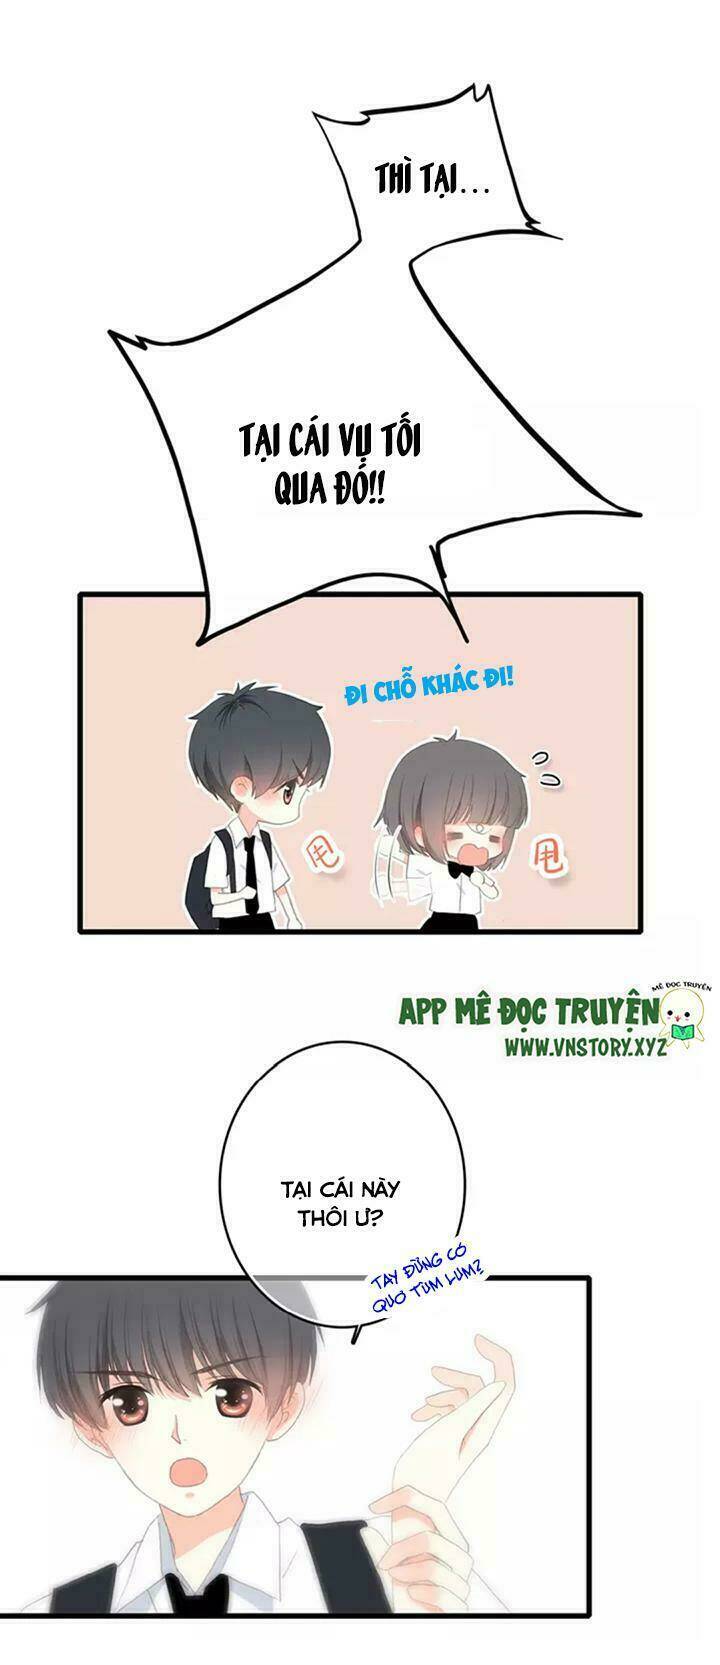 THÌ TẠI...
TẠI CÁI VỤ TỐI
QUA ĐÓ!!
ĐI CHỖ KHÁC ĐI!
甩
甩
MÊ ĐỌC TRUYỆN
APP MÊ ĐỌC TRUYỆN
WWW.VNSTORY.XYZ
TẠI CÁI NÀY
THÔI Ư?
TAY ĐỪNG CÓ
QUƠ TÙM LUM?